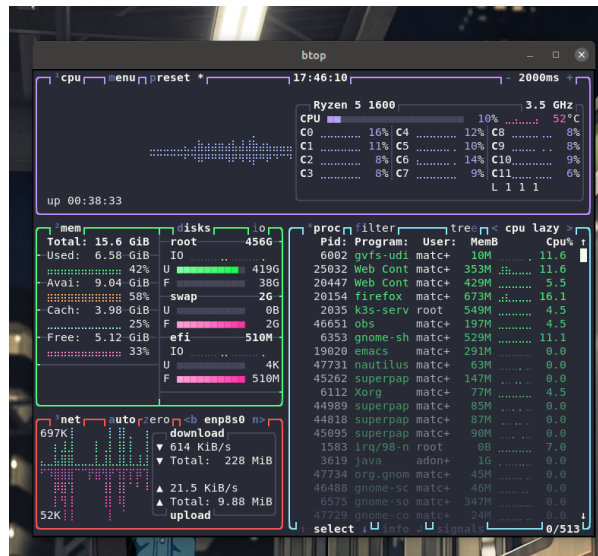 btop
¹cpu menu preset * 17:46:10 - 2000ms +
Ryzen 5 1600 3.5 GHz
CPU 10% 52°C
C0 16% C4 12% C8 8%
C1 11% C5 10% C9 8%
C2 8% C6 14% C10 9%
C3 8% C7 9% C11 6%
L 1 1 1
up 00:38:33
²mem disks io
Total: 15.6 GiB
Used: 6.58 GiB
42%
Avai: 9.04 GiB
58%
Cach: 3.98 GiB
25%
Free: 5.12 GiB
33%
root 456G
IO
U 419G
F 38G
swap 2G
U 0B
F 2G
efi 510M
IO
U 4K
F 510M
³net auto zero <b enp8s0 n>
697K
52K
download
▼ 614 KiB/s
▼ Total: 228 MiB
▲ 21.5 KiB/s
▲ Total: 9.88 MiB
upload
⁴proc filter tree < cpu lazy >
Pid: Program: User: MemB Cpu% ↑
6002 gvfs-udi matc+ 10M 11.6
25032 Web Cont matc+ 353M 11.6
20447 Web Cont matc+ 429M 5.5
20154 firefox matc+ 673M 16.1
2035 k3s-serv root 549M 4.5
46651 obs matc+ 197M 4.5
6353 gnome-sh matc+ 529M 11.1
19020 emacs matc+ 291M 0.0
47731 nautilus matc+ 63M 0.0
45262 superpap matc+ 147M 0.0
6112 Xorg matc+ 77M 4.5
44989 superpap matc+ 85M 0.0
44818 superpap matc+ 87M 0.0
45095 superpap matc+ 90M 0.0
1583 irq/98-n root 0B 7.0
3619 java adon+ 1G 0.0
47734 org.gnom matc+ 45M 0.0
46488 gnome-sc matc+ 46M 0.0
6575 gnome-so matc+ 347M 0.0
47729 gnome-co matc+ 24M 0.0 ↓
↑ select ↓ info ↲ signals 0/513